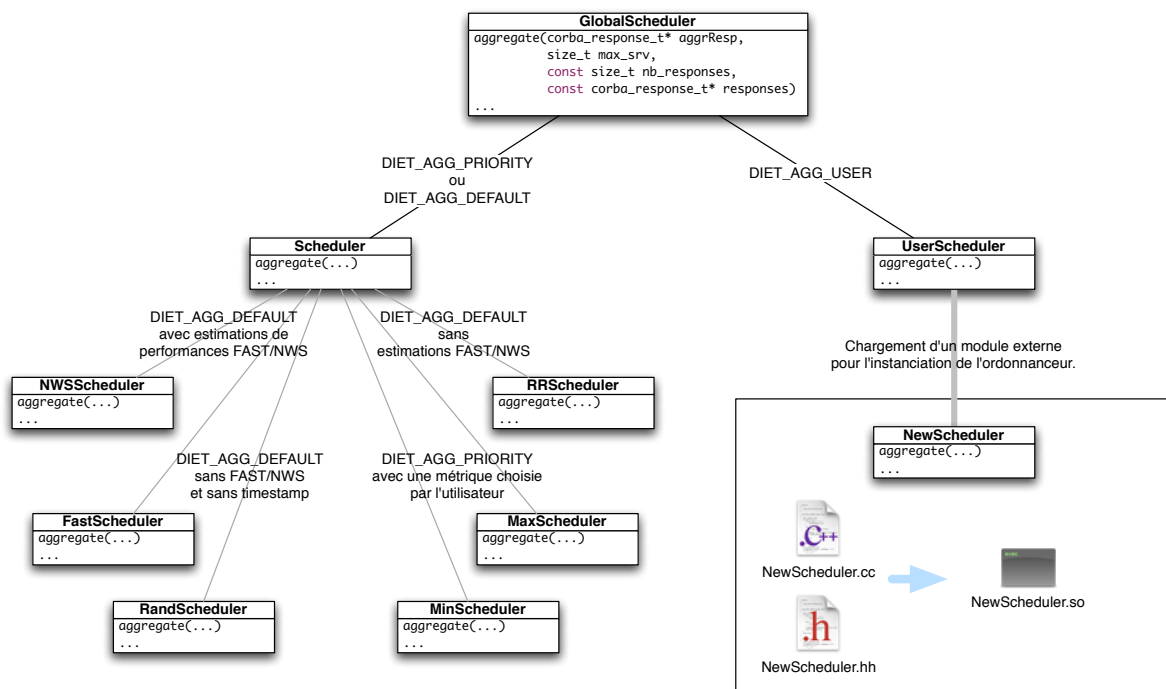 GlobalScheduler
aggregate(corba_response_t* aggrResp,
size_t max_srv,
const size_t nb_responses,
const corba_response_t* responses)
...
DIET_AGG_PRIORITY
ou
DIET_AGG_DEFAULT
DIET_AGG_USER
Scheduler
aggregate(...)
...
UserScheduler
aggregate(...)
...
DIET_AGG_DEFAULT
avec estimations de
performances FAST/NWS
DIET_AGG_DEFAULT
sans
estimations FAST/NWS
Chargement d'un module externe
pour l'instanciation de l'ordonnanceur.
NWSScheduler
aggregate(...)
...
RRScheduler
aggregate(...)
...
NewScheduler
aggregate(...)
...
DIET_AGG_DEFAULT
sans FAST/NWS
et sans timestamp
DIET_AGG_PRIORITY
avec une métrique choisie
par l'utilisateur
FastScheduler
aggregate(...)
...
MaxScheduler
aggregate(...)
...
.C++
NewScheduler.cc
NewScheduler.so
RandScheduler
aggregate(...)
...
MinScheduler
aggregate(...)
...
.h
NewScheduler.hh